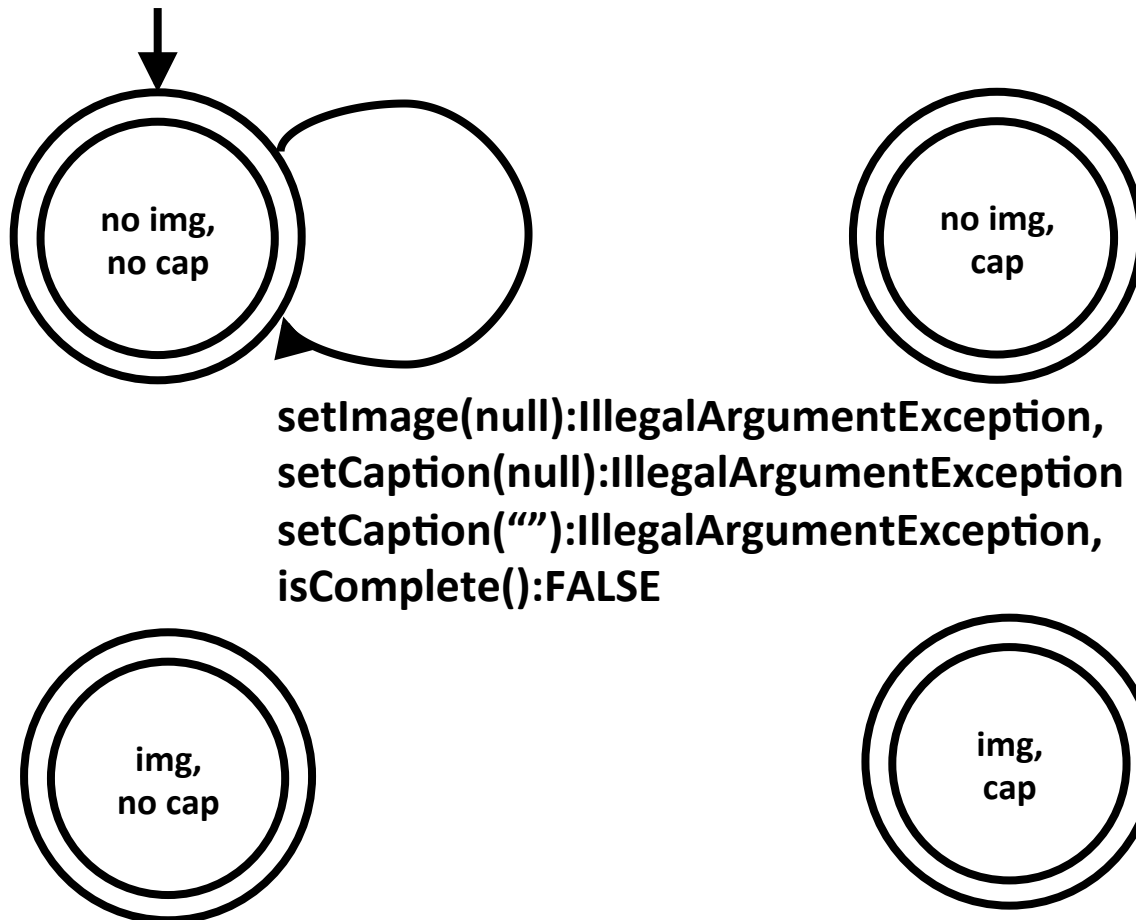 no img,
no cap
no img,
cap
setImage(null):IllegalArgumentException,
setCaption(null):IllegalArgumentException
setCaption(“”):IllegalArgumentException,
isComplete():FALSE
img,
no cap
img,
cap